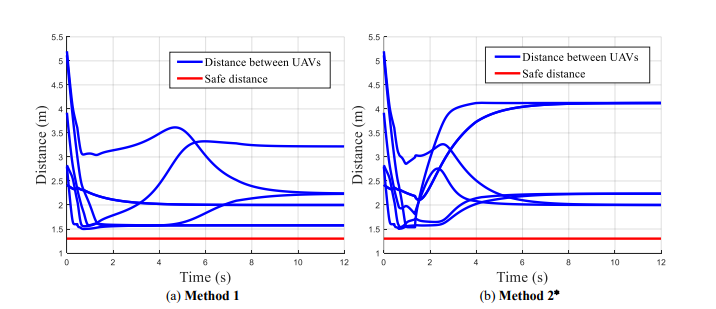 5.5
5
4.5
4
3.5
3
2.5
2
1.5
1
0 2 4 6 8 10 12
Distance (m)
Time (s)
Distance between UAVs
Safe distance
(a) Method 1
5.5
5
4.5
4
3.5
3
2.5
2
1.5
1
0 2 4 6 8 10 12
Distance (m)
Time (s)
Distance between UAVs
Safe distance
(b) Method 2*